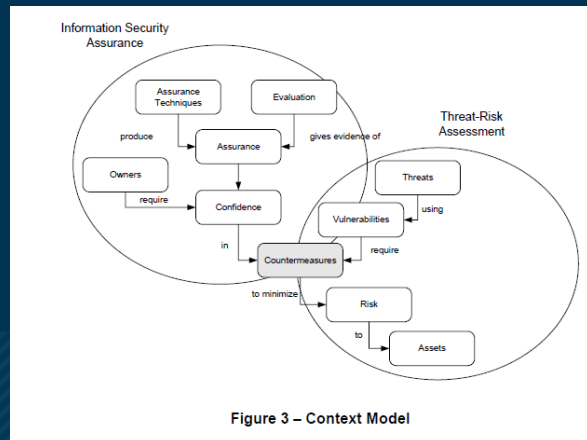 Information Security
Assurance
Assurance
Techniques
Evaluation
Threat-Risk
Assessment
produce
gives evidence of
Assurance
Owners
Threats
require
using
Confidence
Vulnerabilities
in
require
Countermeasures
to minimize
Risk
to
Assets
Figure 3 – Context Model